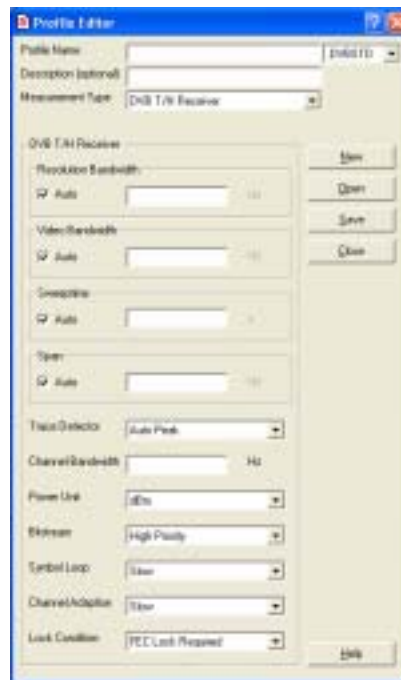 Profile Editor
Profile Name
DVBSTD
Description (optional)
Measurement Type DVB T/H Receiver
DVB T/H Receiver
Resolution Bandwidth
Auto Hz
Video Bandwidth
Auto Hz
Sweeptime
Auto s
Span
Auto Hz
Trace Detector Auto Peak
Channel Bandwidth Hz
Power Unit dBm
Bitstream High Priority
Symbol Loop Slow
Channel Adaption Slow
Lock Condition FEC Lock Required
New
Open
Save
Close
Help